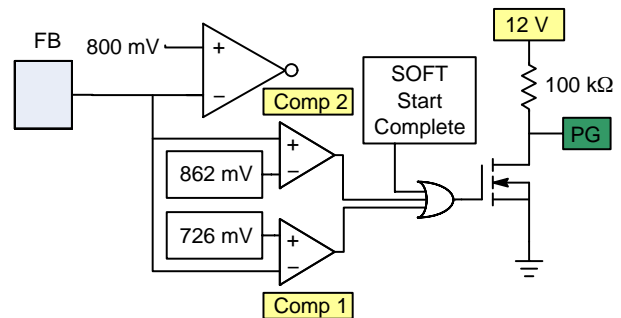 FB
800 mV
+
−
Comp 2
SOFT
Start
Complete
12 V
100 kΩ
PG
+
862 mV
−
726 mV
+
−
Comp 1